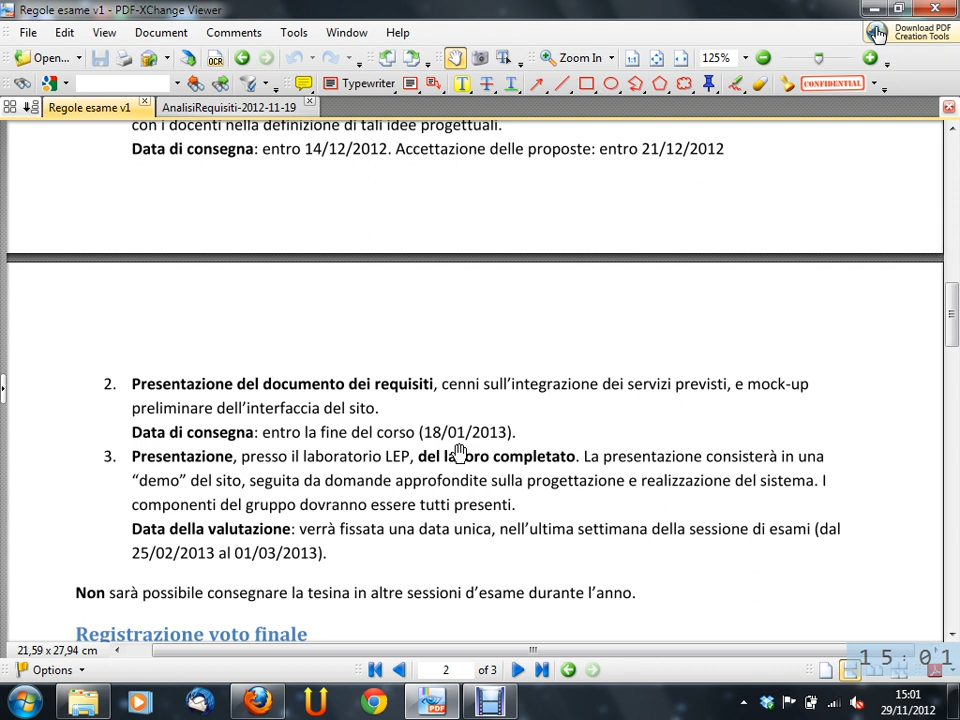 Regole esame v1 - PDF-XChange Viewer
File Edit View Document Comments Tools Window Help
Download PDF
Creation Tools
Open... OCR Zoom In 125%
Typewriter CONFIDENTIAL
Regole esame v1 AnalisiRequisiti-2012-11-19
con i docenti nella definizione di tali idee progettuali.
Data di consegna: entro 14/12/2012. Accettazione delle proposte: entro 21/12/2012
2. Presentazione del documento dei requisiti, cenni sull’integrazione dei servizi previsti, e mock-up
preliminare dell’interfaccia del sito.
Data di consegna: entro la fine del corso (18/01/2013).
3. Presentazione, presso il laboratorio LEP, del lavoro completato. La presentazione consisterà in una
“demo” del sito, seguita da domande approfondite sulla progettazione e realizzazione del sistema. I
componenti del gruppo dovranno essere tutti presenti.
Data della valutazione: verrà fissata una data unica, nell’ultima settimana della sessione di esami (dal
25/02/2013 al 01/03/2013).
Non sarà possibile consegnare la tesina in altre sessioni d’esame durante l’anno.
Registrazione voto finale
21,59 x 27,94 cm
15:01
Options 2 of 3
15:01
29/11/2012